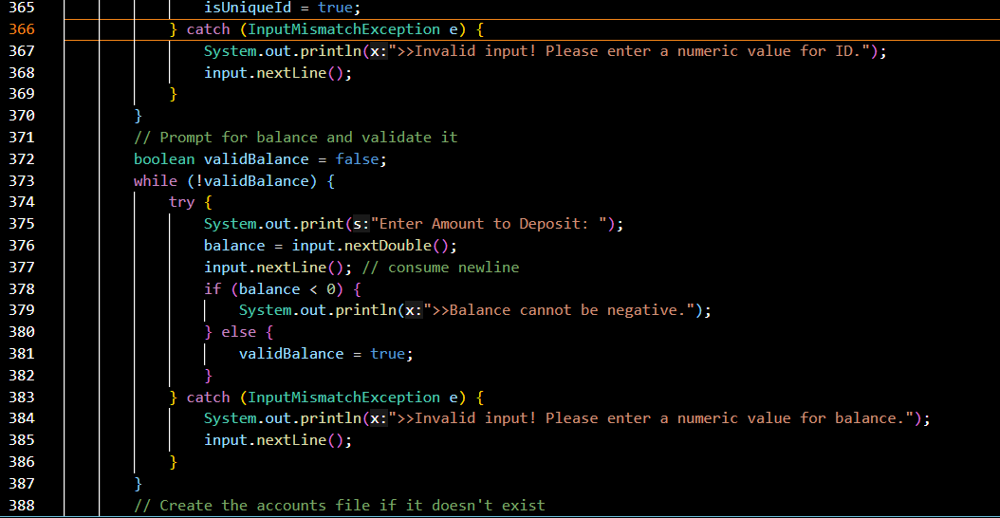 365 isUniqueId = true;
366 } catch (InputMismatchException e) {
367 System.out.println(x:">>Invalid input! Please enter a numeric value for ID.");
368 input.nextLine();
369 }
370 }
371 // Prompt for balance and validate it
372 boolean validBalance = false;
373 while (!validBalance) {
374 try {
375 System.out.print(s:"Enter Amount to Deposit: ");
376 balance = input.nextDouble();
377 input.nextLine(); // consume newline
378 if (balance < 0) {
379 System.out.println(x:">>Balance cannot be negative.");
380 } else {
381 validBalance = true;
382 }
383 } catch (InputMismatchException e) {
384 System.out.println(x:">>Invalid input! Please enter a numeric value for balance.");
385 input.nextLine();
386 }
387 }
388 // Create the accounts file if it doesn't exist